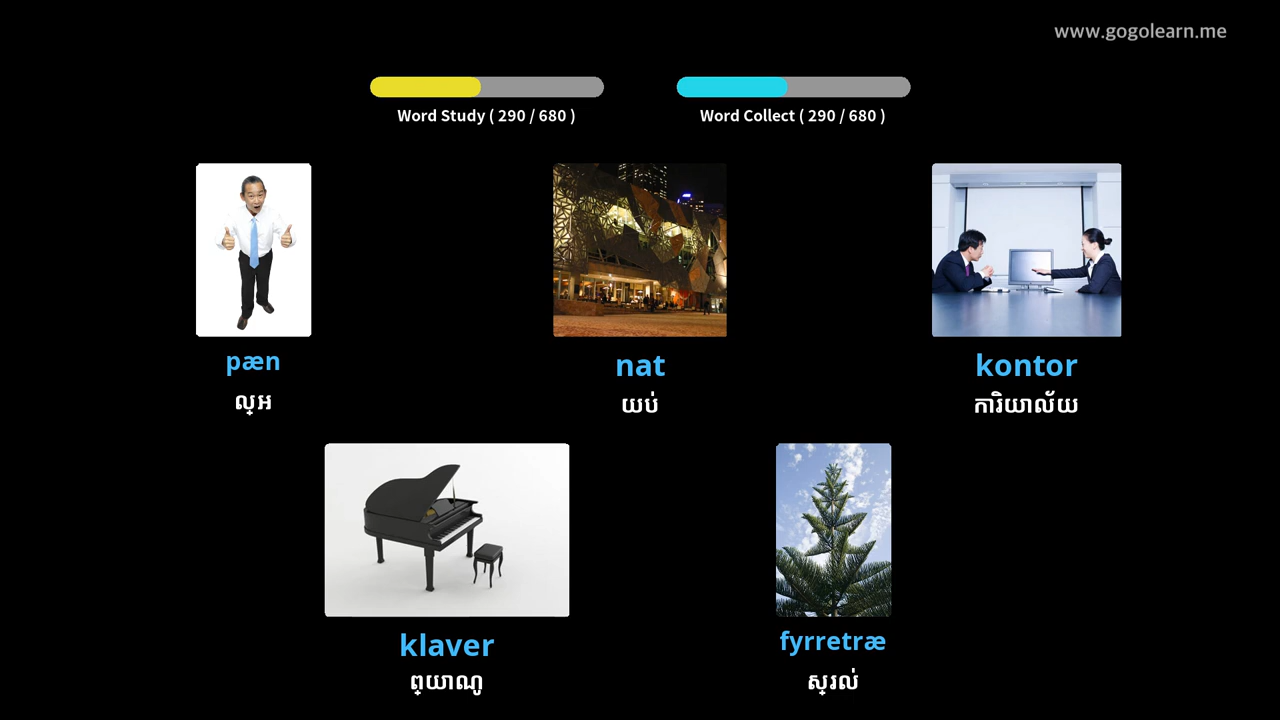 www.gogolearn.me
Word Study ( 290 / 680 )
Word Collect ( 290 / 680 )
pæn
ល្អ
nat
យប់
kontor
ការិយាល័យ
klaver
ព្យាណូ
fyrretræ
ស្រល់